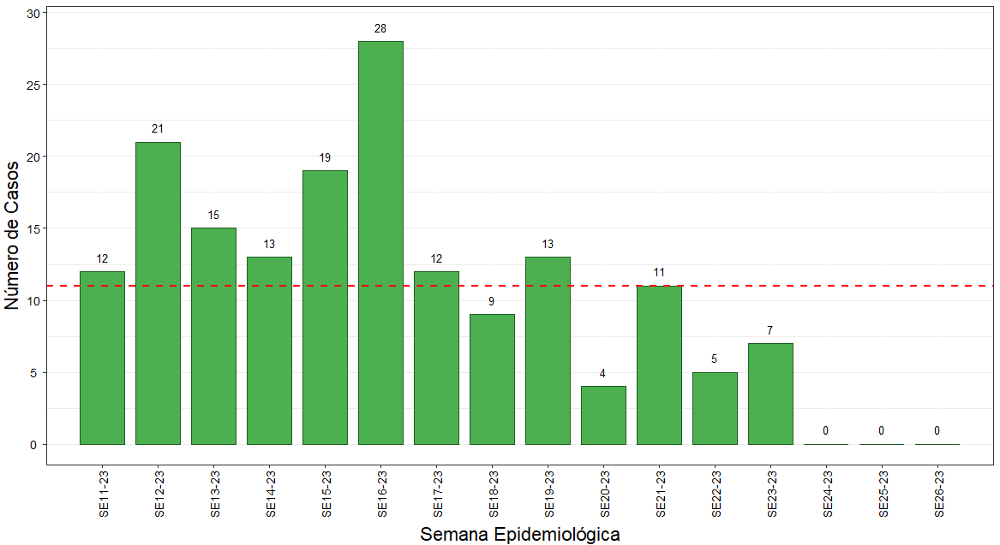 Número de Casos
30
25
20
15
10
5
0
12
21
15
13
19
28
12
9
13
4
11
5
7
0
0
0
SE11-23
SE12-23
SE13-23
SE14-23
SE15-23
SE16-23
SE17-23
SE18-23
SE19-23
SE20-23
SE21-23
SE22-23
SE23-23
SE24-23
SE25-23
SE26-23
Semana Epidemiológica